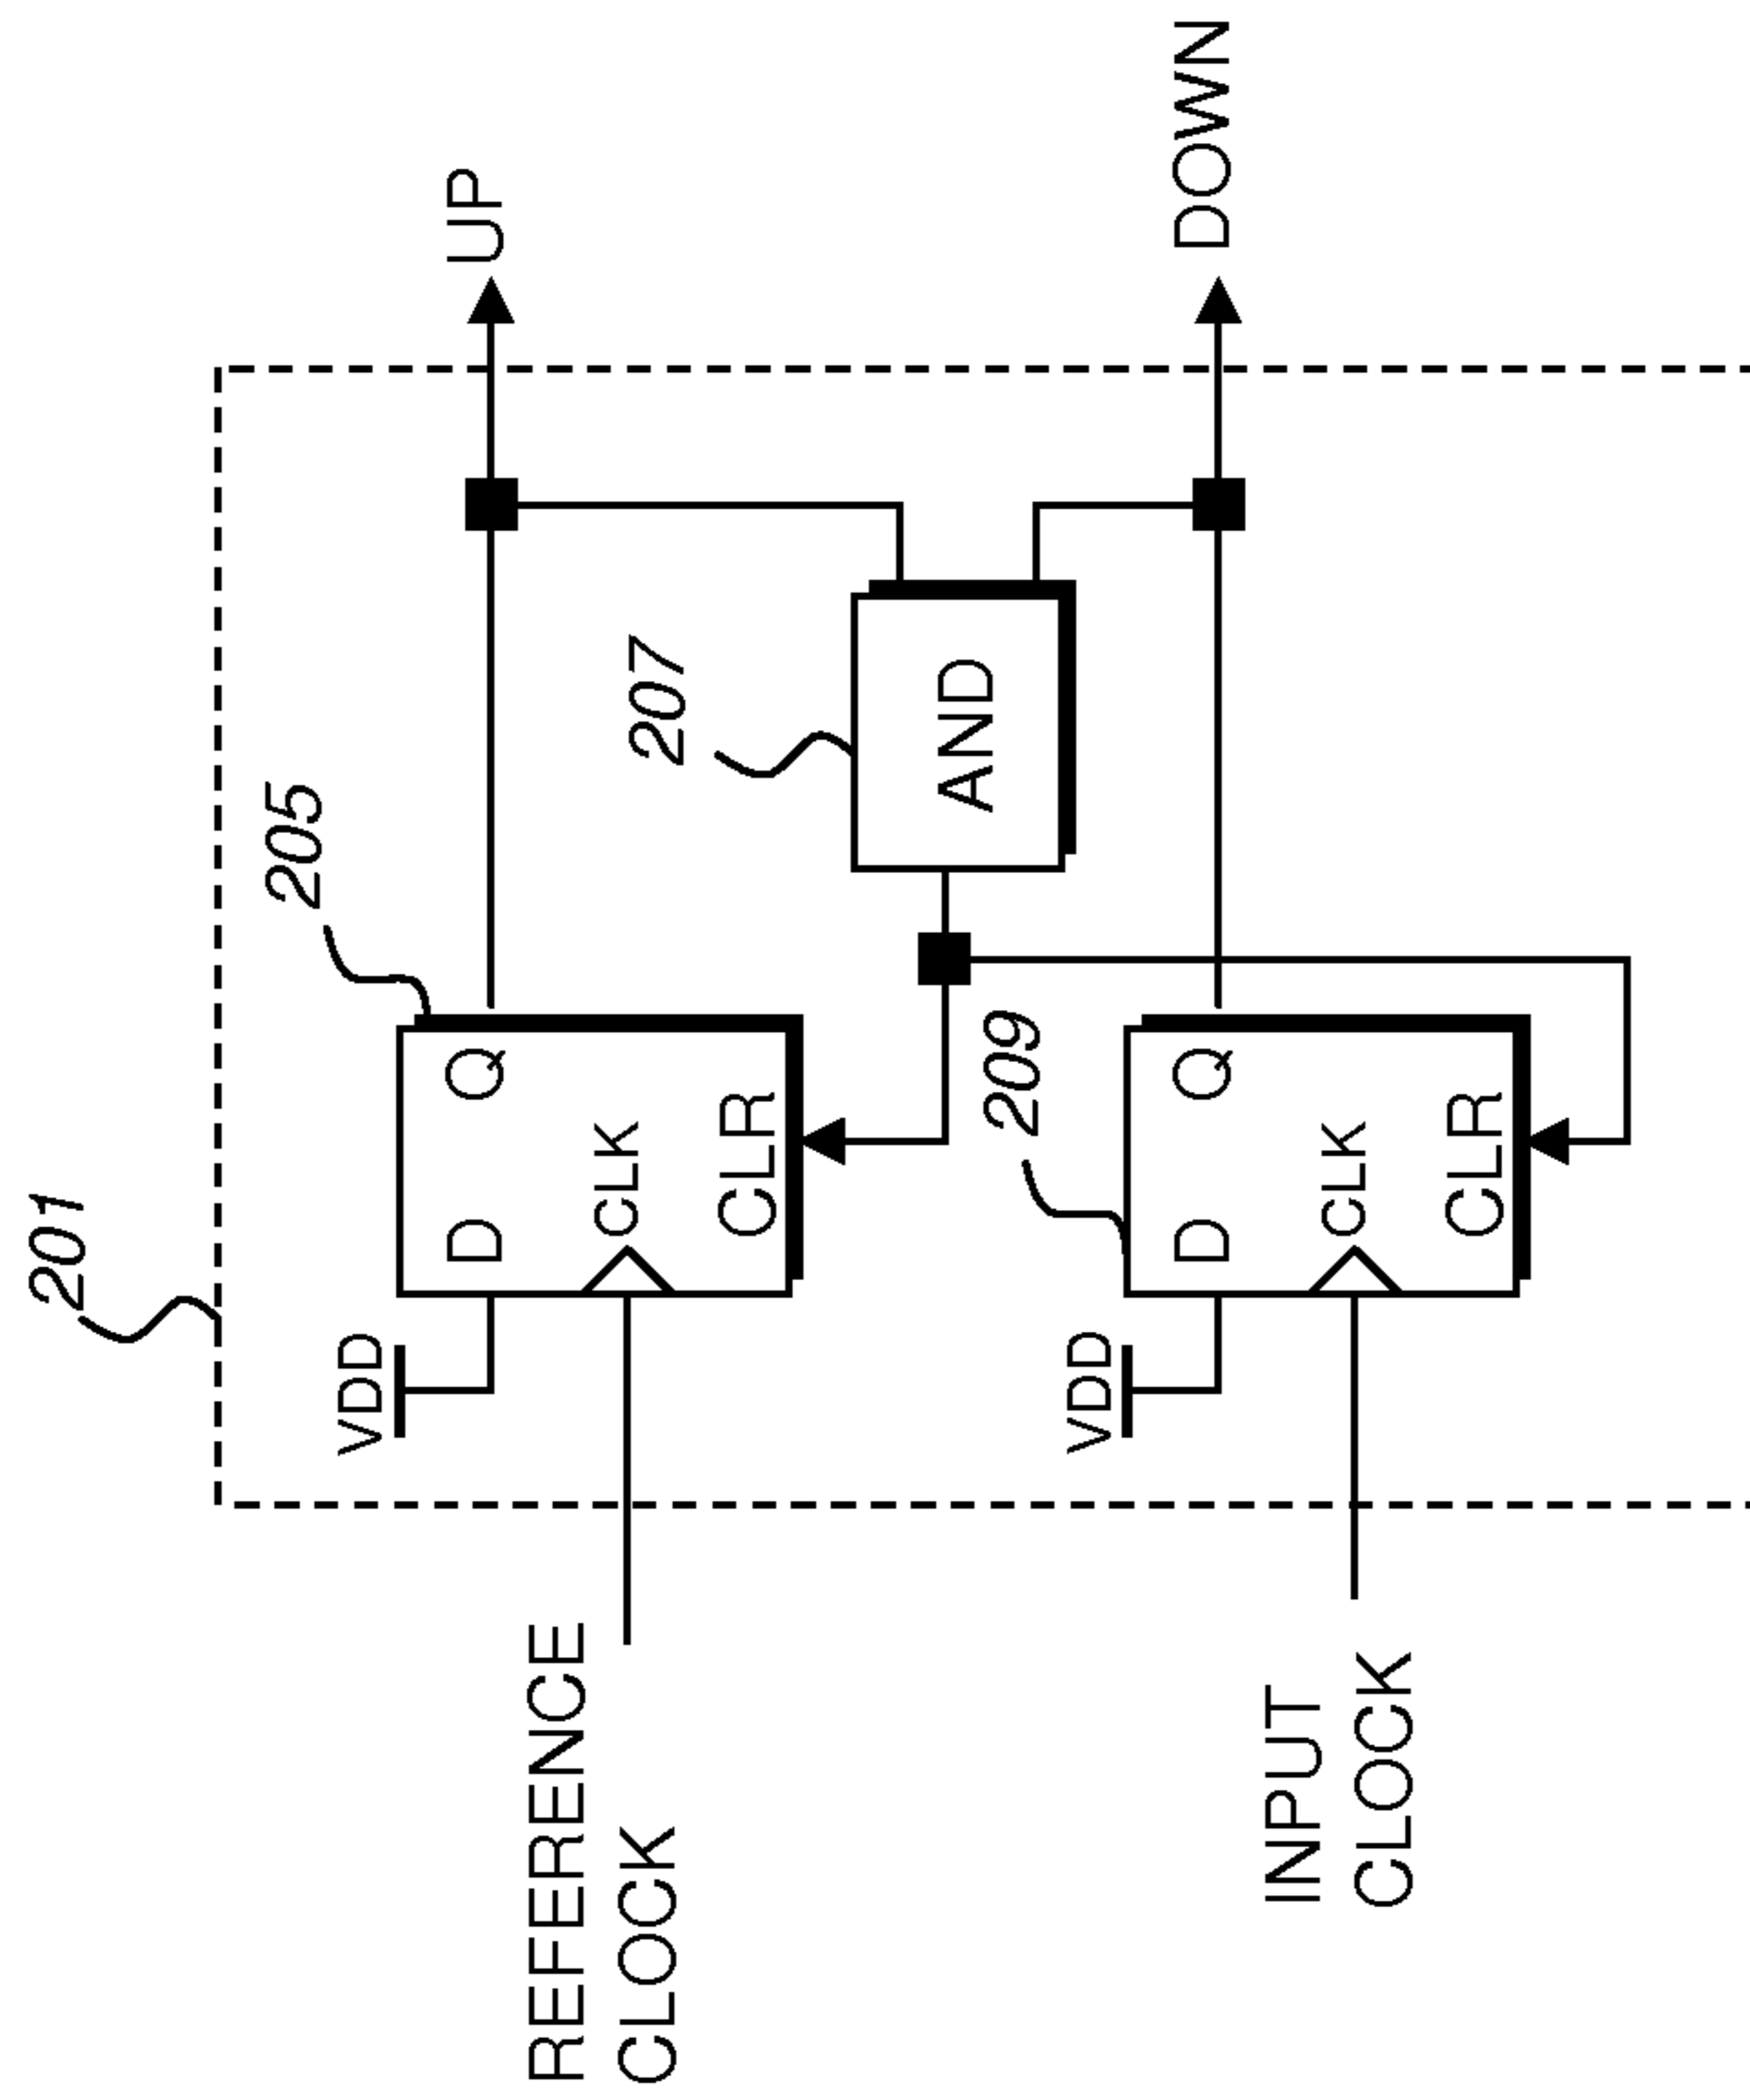 201
205
VDD
D
Q
UP
REFERENCE
CLOCK
CLK
CLR
207
AND
209
VDD
D
Q
DOWN
INPUT
CLOCK
CLK
CLR